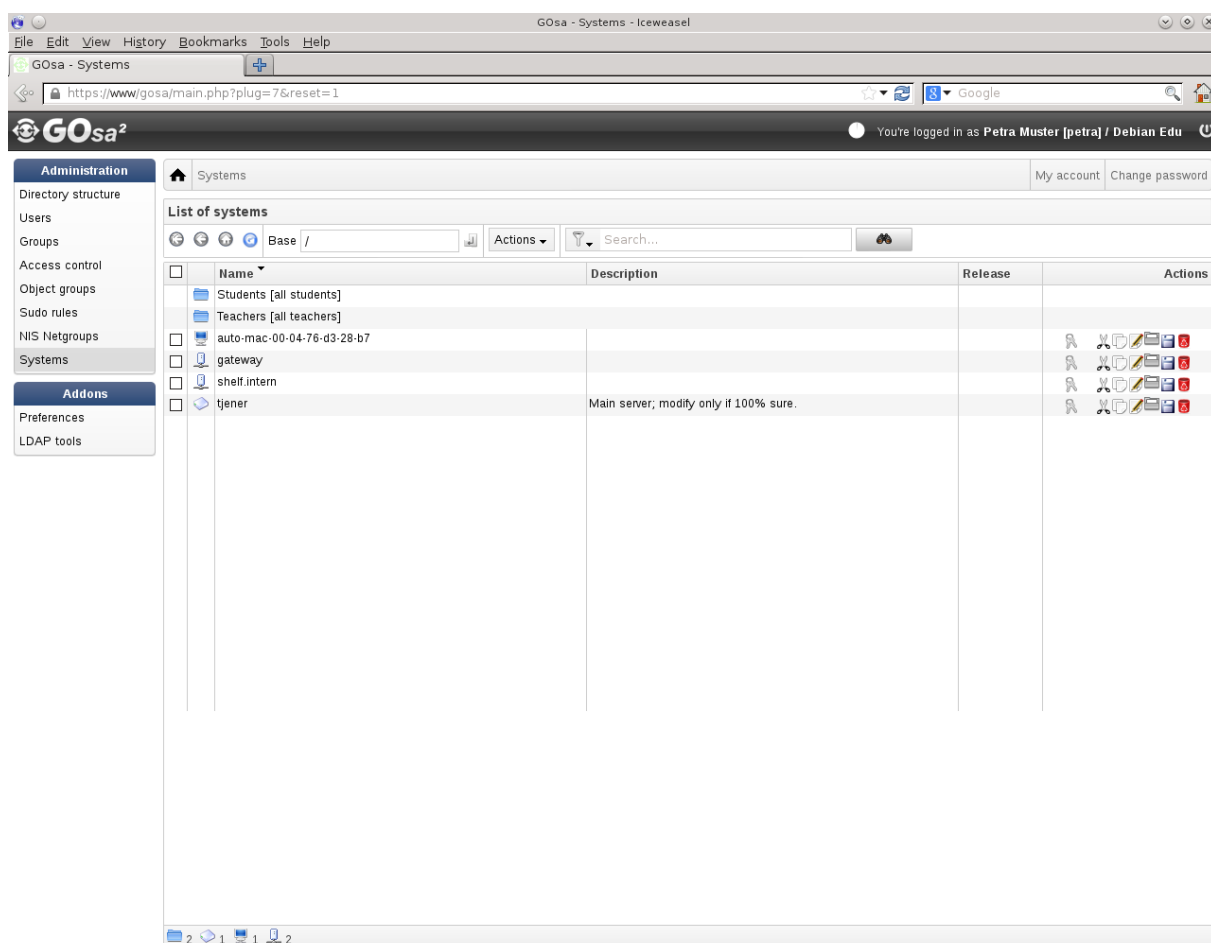 GOsa - Systems - Iceweasel
File Edit View History Bookmarks Tools Help
GOsa - Systems
https://www/gosa/main.php?plug=7&reset=1
8 Google
GOsa²
You're logged in as Petra Muster [petra] / Debian Edu
Administration
Directory structure
Users
Groups
Access control
Object groups
Sudo rules
NIS Netgroups
Systems
Addons
Preferences
LDAP tools
Systems
My account Change password
List of systems
Base / Actions Search...
Name Description Release Actions
Students [all students]
Teachers [all teachers]
auto-mac-00-04-76-d3-28-b7
gateway
shelf.intern
tjener Main server; modify only if 100% sure.
2 1 1 2